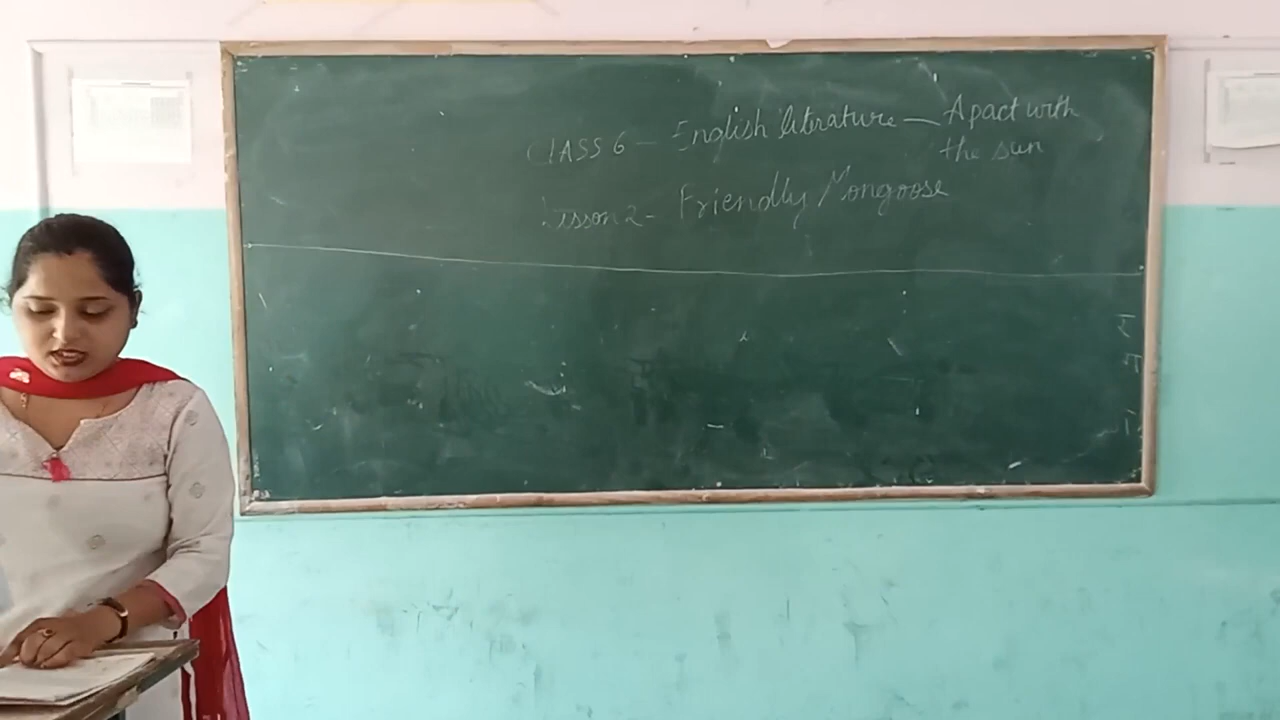 CLASS 6 – English literature – A pact with
the sun
Lesson 2 - Friendly Mongoose